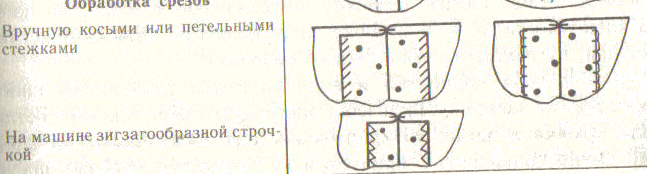 Обработка срезов
Вручную косыми или петельными
стежками
На машине зигзагообразной строч-
кой